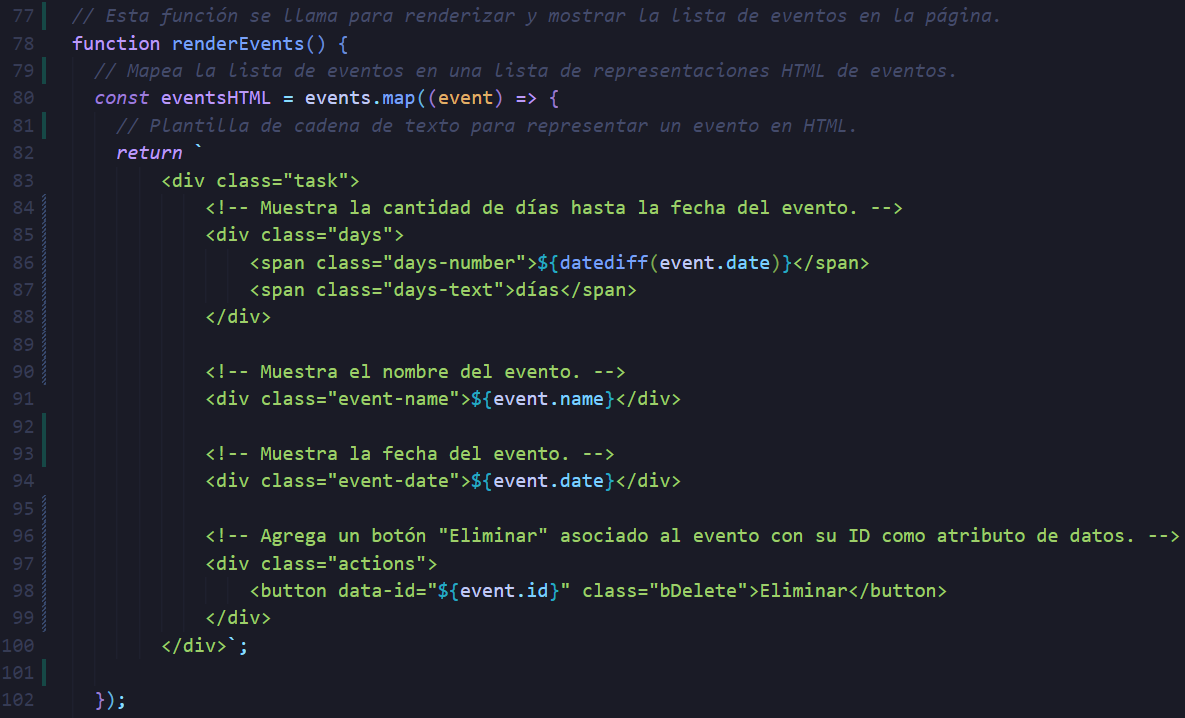 77 // Esta función se llama para renderizar y mostrar la lista de eventos en la página.
78 function renderEvents() {
79 // Mapea la lista de eventos en una lista de representaciones HTML de eventos.
80 const eventsHTML = events.map((event) => {
81 // Plantilla de cadena de texto para representar un evento en HTML.
82 return `
83 <div class="task">
84 <!-- Muestra la cantidad de días hasta la fecha del evento. -->
85 <div class="days">
86 <span class="days-number">${datediff(event.date)}</span>
87 <span class="days-text">días</span>
88 </div>
89
90 <!-- Muestra el nombre del evento. -->
91 <div class="event-name">${event.name}</div>
92
93 <!-- Muestra la fecha del evento. -->
94 <div class="event-date">${event.date}</div>
95
96 <!-- Agrega un botón "Eliminar" asociado al evento con su ID como atributo de datos. -->
97 <div class="actions">
98 <button data-id="${event.id}" class="bDelete">Eliminar</button>
99 </div>
100 </div>`;
101
102 });